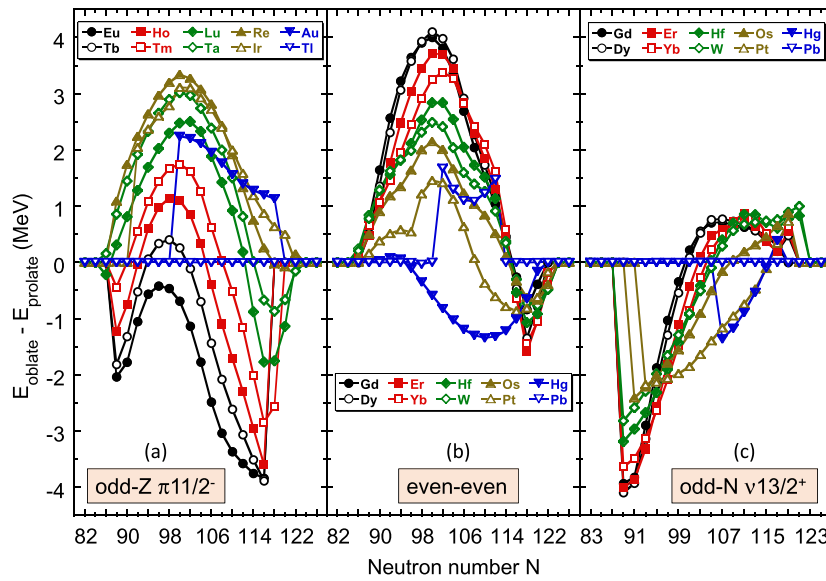 Eu Ho Lu Re Au
Tb Tm Ta Ir Tl
Gd Er Hf Os Hg
Dy Yb W Pt Pb
4
3
2
1
0
-1
-2
-3
-4
E_oblate - E_prolate (MeV)
Gd Er Hf Os Hg
Dy Yb W Pt Pb
(a) (b) (c)
odd-Z π11/2⁻ even-even odd-N ν13/2⁺
82 90 98 106 114 122 90 98 106 114 122 83 91 99 107 115 123
Neutron number N